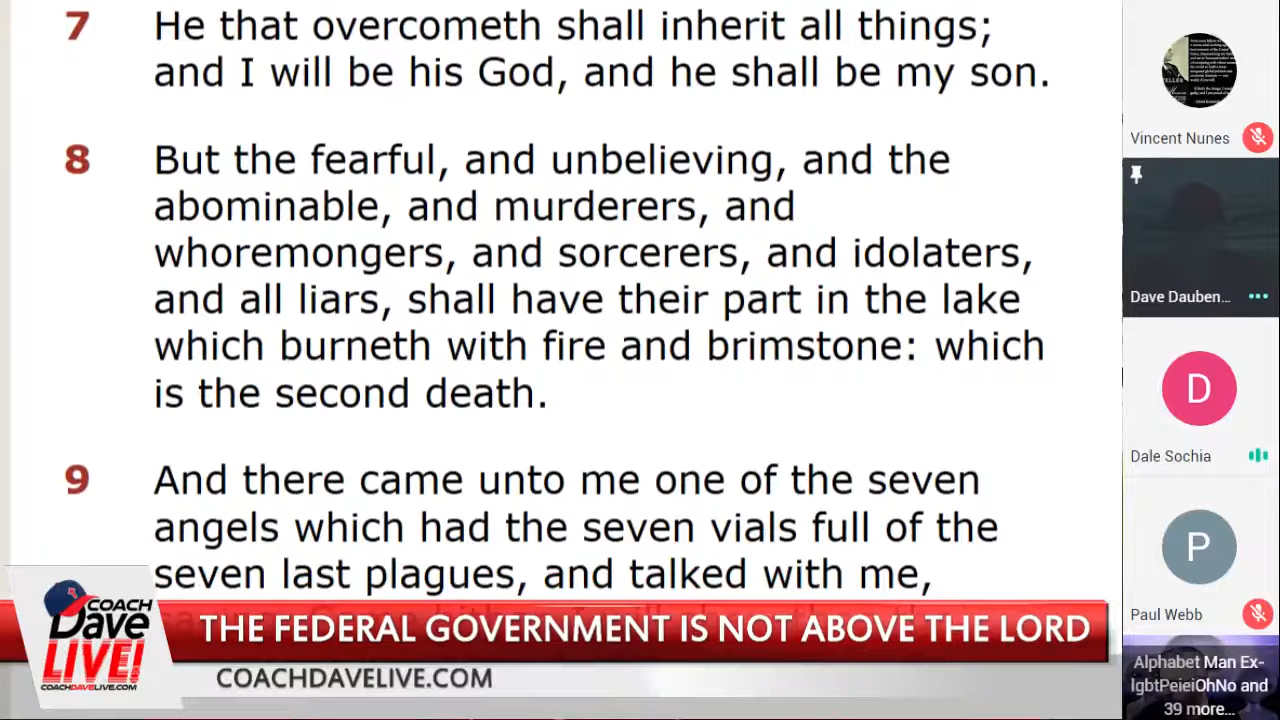 7 He that overcometh shall inherit all things;
and I will be his God, and he shall be my son.
8 But the fearful, and unbelieving, and the
abominable, and murderers, and
whoremongers, and sorcerers, and idolaters,
and all liars, shall have their part in the lake
which burneth with fire and brimstone: which
is the second death.
9 And there came unto me one of the seven
angels which had the seven vials full of the
seven last plagues, and talked with me,
COACH
Dave
LIVE!
COACHDAVELIVE.COM
THE FEDERAL GOVERNMENT IS NOT ABOVE THE LORD
COACHDAVELIVE.COM
Vincent Nunes
Dave Dauben...
D
Dale Sochia
P
Paul Webb
Alphabet Man Ex-
lgbtPeieiOhNo and
39 more...